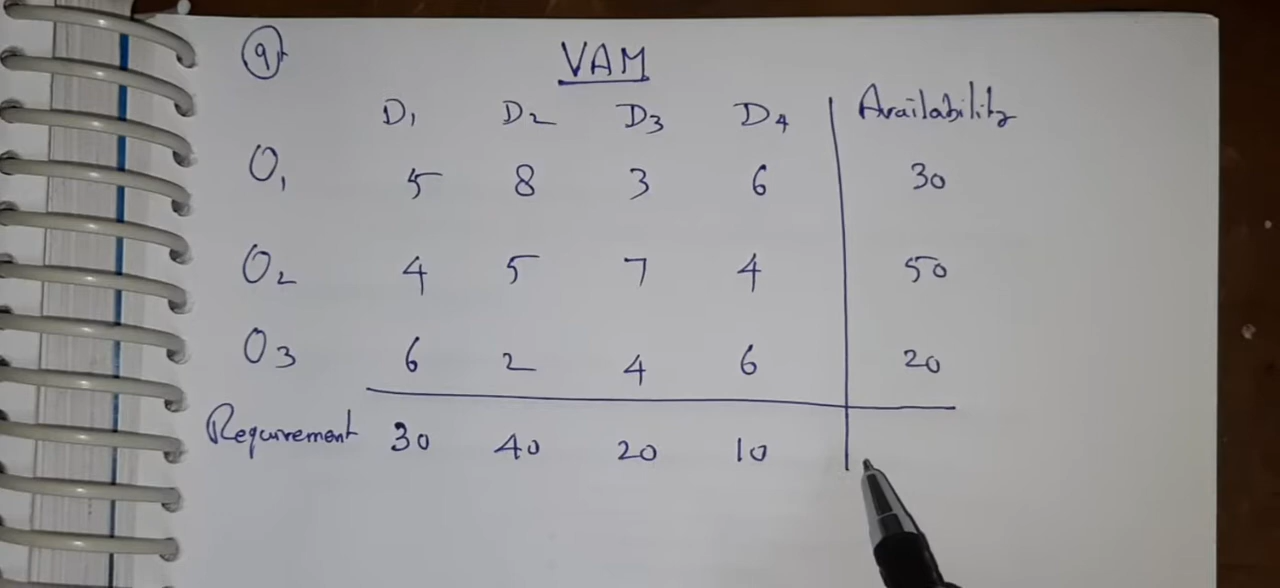 9 VAM
D1 D2 D3 D4 Availability
O1 5 8 3 6 30
O2 4 5 7 4 50
O3 6 2 4 6 20
Requirement 30 40 20 10